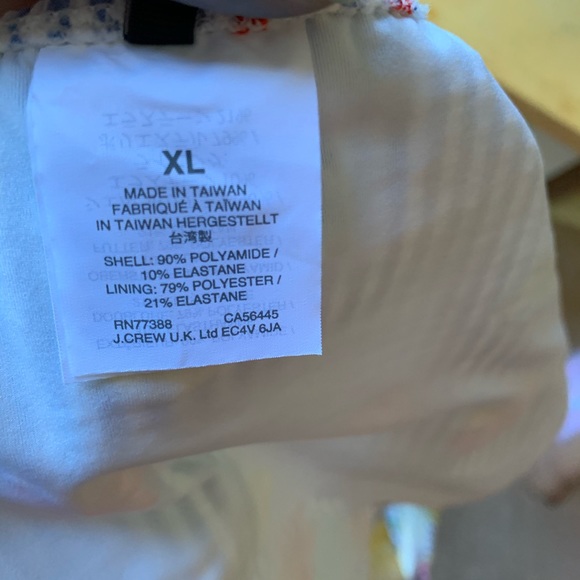 XL
MADE IN TAIWAN
FABRIQUÉ À TAÏWAN
IN TAIWAN HERGESTELLT
台湾製
SHELL: 90% POLYAMIDE /
10% ELASTANE
LINING: 79% POLYESTER /
21% ELASTANE
RN77388 CA56445
J.CREW U.K. Ltd EC4V 6JA